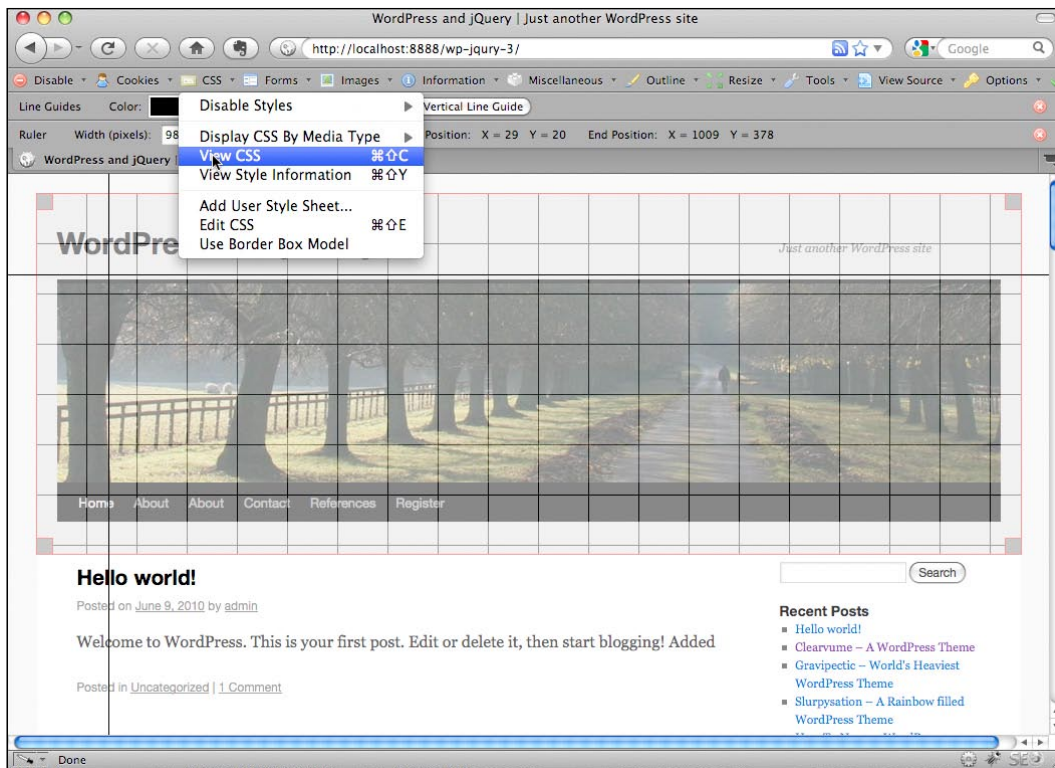 WordPress and jQuery | Just another WordPress site
http://localhost:8888/wp-jqury-3/
Google
Disable Cookies CSS Forms Images Information Miscellaneous Outline Resize Tools View Source Options
Line Guides Color: Vertical Line Guide
Ruler Width (pixels): 98 Position: X = 29 Y = 20 End Position: X = 1009 Y = 378
WordPress and jQuery
Disable Styles
Display CSS By Media Type
View CSS ⌘⇧C
View Style Information ⌘⇧Y
Add User Style Sheet...
Edit CSS ⌘⇧E
Use Border Box Model
WordPre
Just another WordPress site
Home About About Contact References Register
Hello world!
Posted on June 9, 2010 by admin
Welcome to WordPress. This is your first post. Edit or delete it, then start blogging! Added
Posted in Uncategorized | 1 Comment
Search
Recent Posts
Hello world!
Clearvume – A WordPress Theme
Gravipectic – World's Heaviest
WordPress Theme
Slurpysation – A Rainbow filled
WordPress Theme
Done
SEO